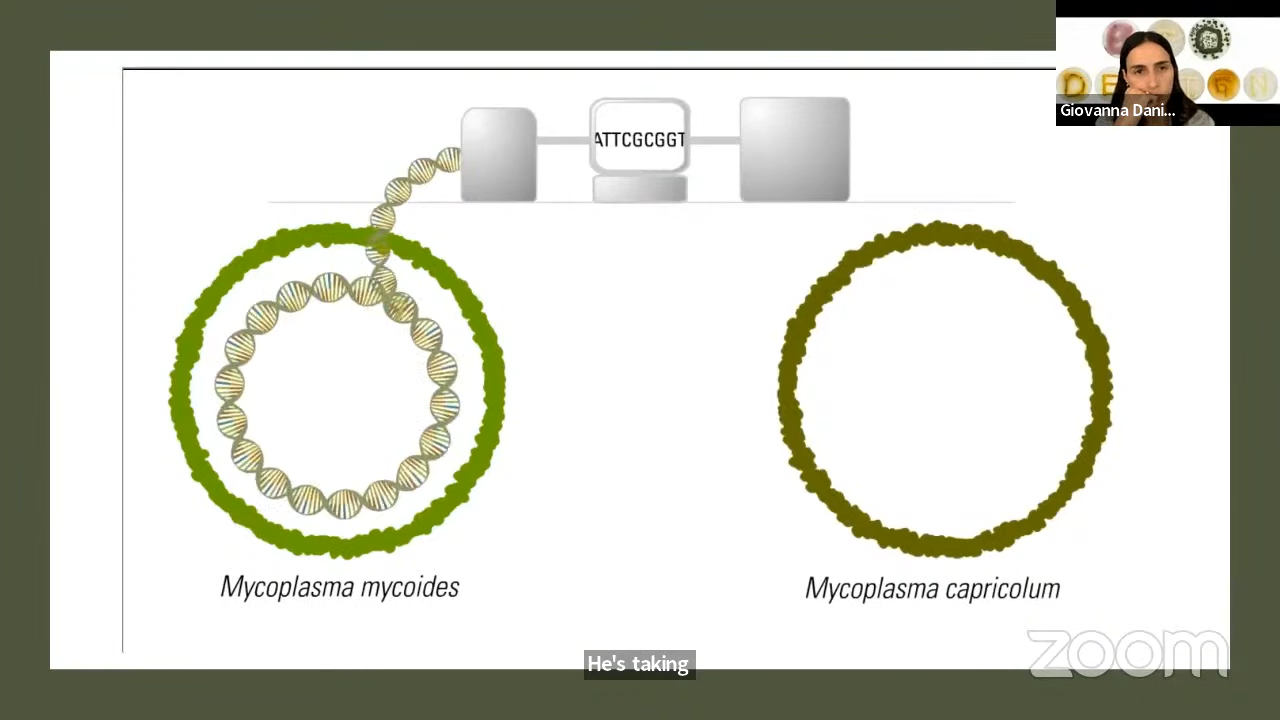 ATTCGCGGT
Giovanna Dani...
Mycoplasma mycoides
Mycoplasma capricolum
zoom
He's taking